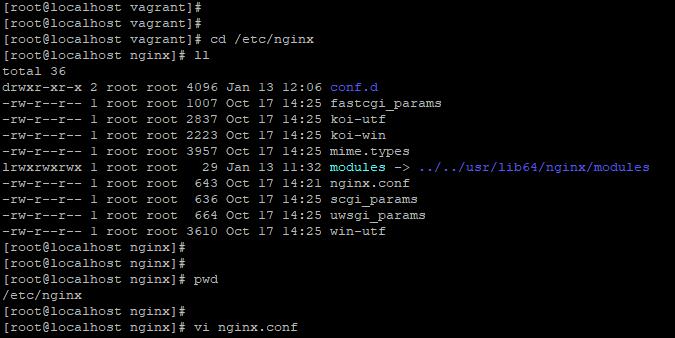 [root@localhost vagrant]#
[root@localhost vagrant]#
[root@localhost vagrant]# cd /etc/nginx
[root@localhost nginx]# ll
total 36
drwxr-xr-x 2 root root 4096 Jan 13 12:06 conf.d
-rw-r--r-- 1 root root 1007 Oct 17 14:25 fastcgi_params
-rw-r--r-- 1 root root 2837 Oct 17 14:25 koi-utf
-rw-r--r-- 1 root root 2223 Oct 17 14:25 koi-win
-rw-r--r-- 1 root root 3957 Oct 17 14:25 mime.types
lrwxrwxrwx 1 root root   29 Jan 13 11:32 modules -> ../../usr/lib64/nginx/modules
-rw-r--r-- 1 root root  643 Oct 17 14:21 nginx.conf
-rw-r--r-- 1 root root  636 Oct 17 14:25 scgi_params
-rw-r--r-- 1 root root  664 Oct 17 14:25 uwsgi_params
-rw-r--r-- 1 root root 3610 Oct 17 14:25 win-utf
[root@localhost nginx]#
[root@localhost nginx]#
[root@localhost nginx]# pwd
/etc/nginx
[root@localhost nginx]#
[root@localhost nginx]# vi nginx.conf